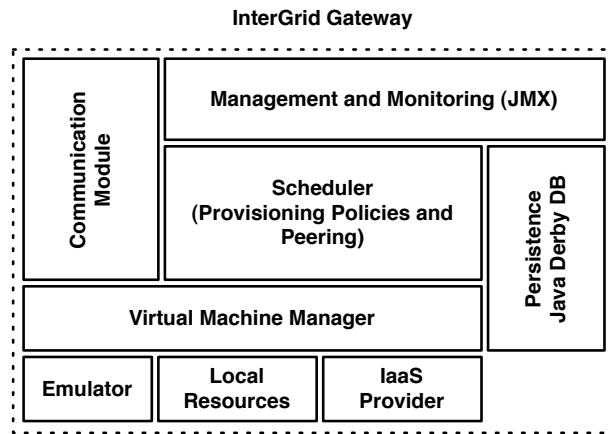 InterGrid Gateway
Communication
Module
Management and Monitoring (JMX)
Scheduler
(Provisioning Policies and
Peering)
Persistence
Java Derby DB
Virtual Machine Manager
Emulator
Local
Resources
IaaS
Provider